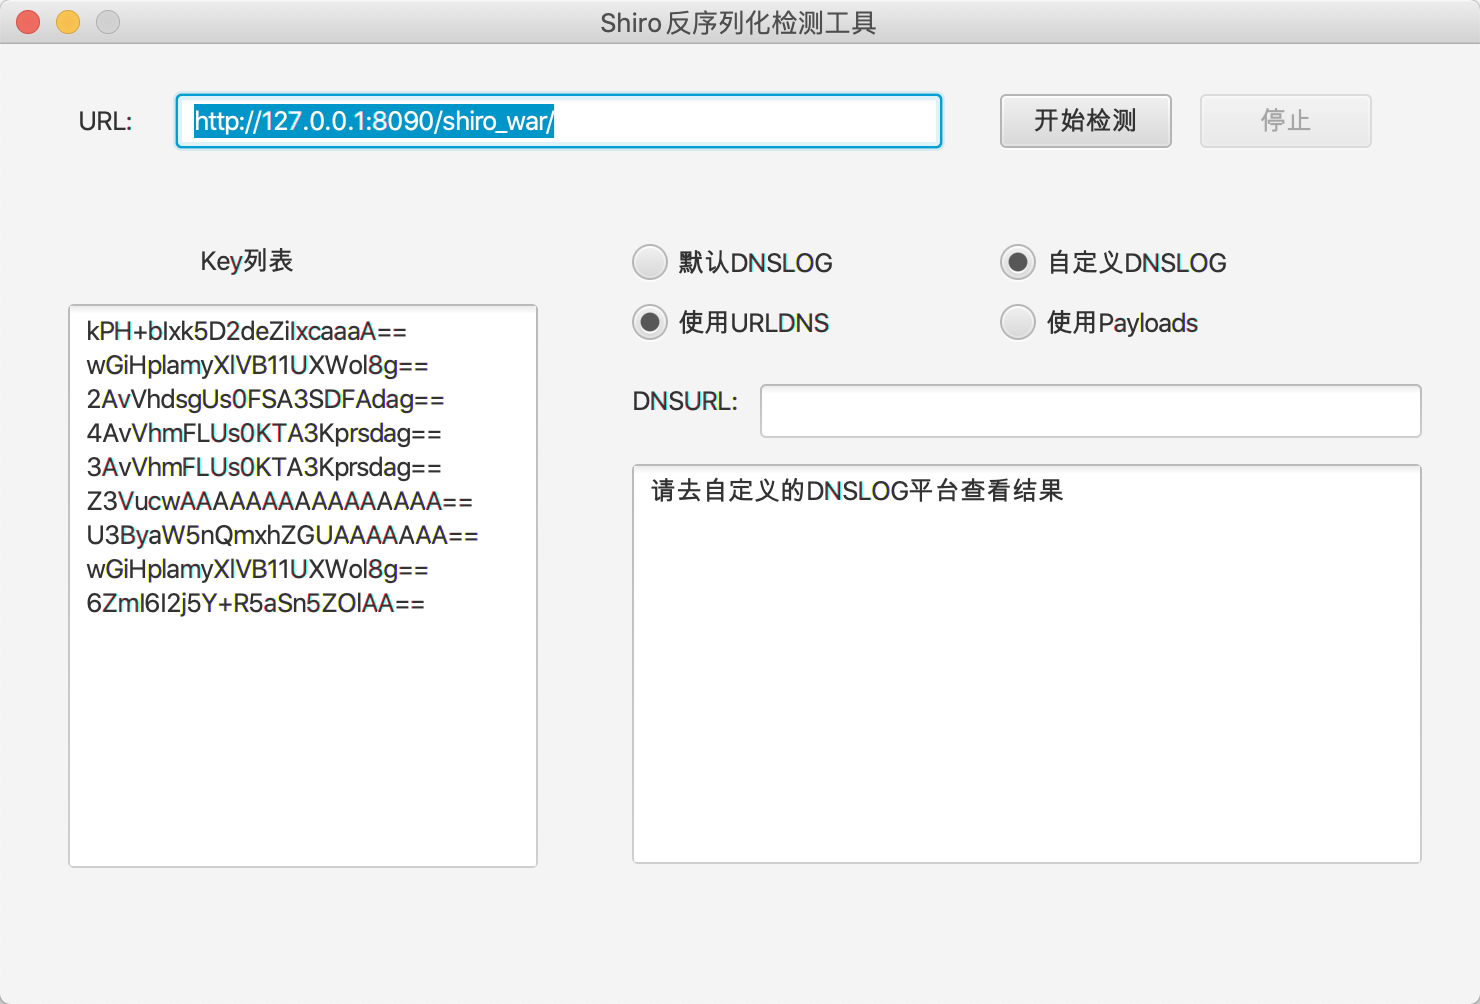 Shiro反序列化检测工具
URL:
http://127.0.0.1:8090/shiro_war/
开始检测
停止
Key列表
kPH+bIxk5D2deZiIxcaaaA==
wGiHplamyXlVB11UXWol8g==
2AvVhdsgUs0FSA3SDFAdag==
4AvVhmFLUs0KTA3Kprsdag==
3AvVhmFLUs0KTA3Kprsdag==
Z3VucwAAAAAAAAAAAAAAAA==
U3ByaW5nQmxhZGUAAAAAAA==
wGiHplamyXlVB11UXWol8g==
6ZmI6I2j5Y+R5aSn5ZOlAA==
默认DNSLOG
自定义DNSLOG
使用URLDNS
使用Payloads
DNSURL:
请去自定义的DNSLOG平台查看结果